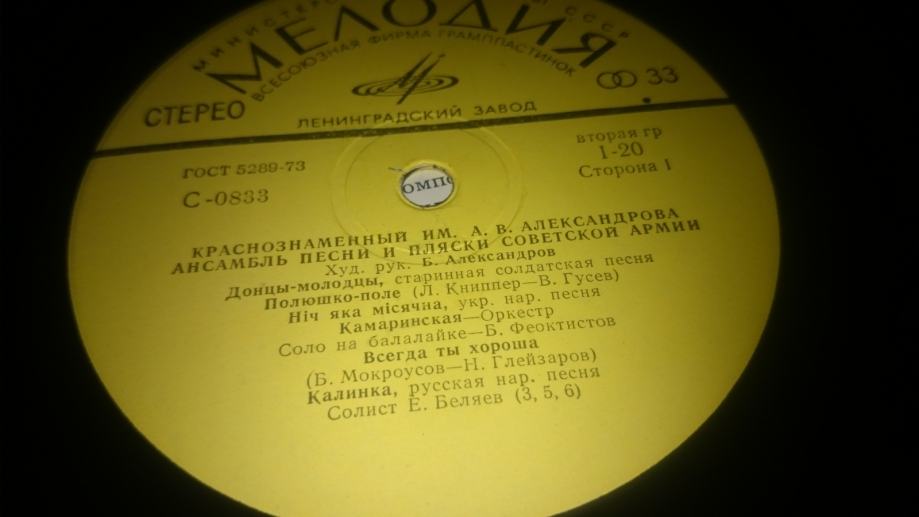 МЕЛОДИЯ
ВСЕСОЮЗНАЯ ФИРМА ГРАМПЛАСТИНОК
СТЕРЕО
33
ЛЕНИНГРАДСКИЙ ЗАВОД
ГОСТ 5289-73
С-0833
вторая гр
1-20
Сторона 1
ОМПО
КРАСНОЗНАМЕННЫЙ ИМ. А. В. АЛЕКСАНДРОВА
АНСАМБЛЬ ПЕСНИ И ПЛЯСКИ СОВЕТСКОЙ АРМИИ
Худ. рук. Б. Александров
Донцы-молодцы, старинная солдатская песня
Полюшко-поле (Л. Книппер—В. Гусев)
Ніч яка місячна, укр. нар. песня
Камаринская—Оркестр
Соло на балалайке—Б. Феоктистов
Всегда ты хороша
(Б. Мокроусов—Н. Глейзаров)
Калинка, русская нар. песня
Солист Е. Беляев (3, 5, 6)